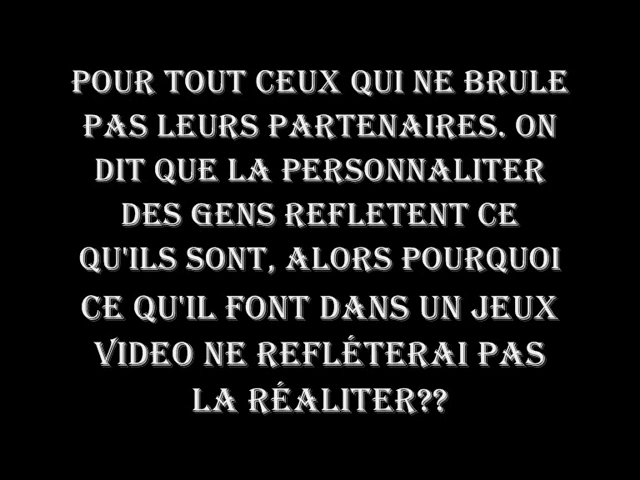 POUR TOUT CEUX QUI NE BRULE
PAS LEURS PARTENAIRES. ON
DIT QUE LA PERSONNALITER
DES GENS REFLETENT CE
QU'ILS SONT, ALORS POURQUOI
CE QU'IL FONT DANS UN JEUX
VIDEO NE REFLÉTERAI PAS
LA RÉALITER??